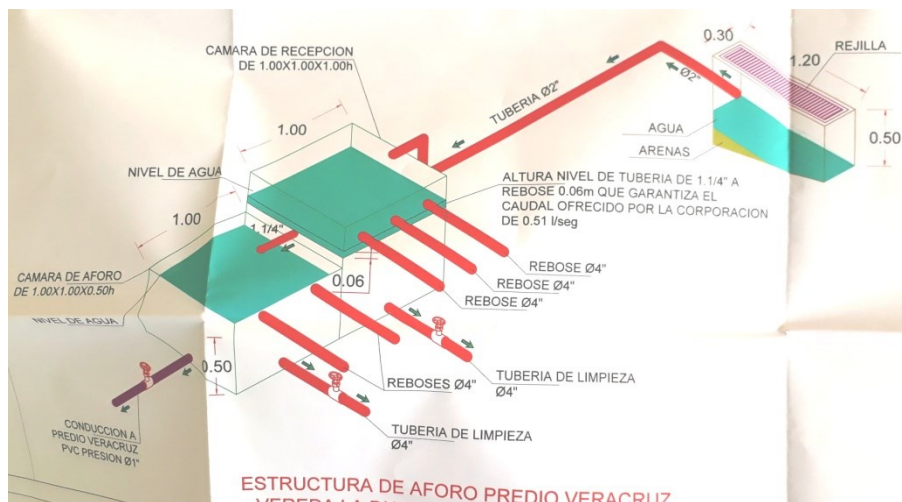 0.30
REJILLA
1.20
CAMARA DE RECEPCION
DE 1.00X1.00X1.00h
Ø2"
TUBERIA Ø2"
0.50
AGUA
ARENAS
1.00
NIVEL DE AGUA
ALTURA NIVEL DE TUBERIA DE 1.1/4" A
REBOSE 0.06m QUE GARANTIZA EL
CAUDAL OFRECIDO POR LA CORPORACION
DE 0.51 l/seg
1.00
1.1/4"
REBOSE Ø4"
REBOSE Ø4"
REBOSE Ø4"
0.06
CAMARA DE AFORO
DE 1.00X1.00X0.50h
NIVEL DE AGUA
0.50
REBOSES Ø4"
TUBERIA DE LIMPIEZA
Ø4"
TUBERIA DE LIMPIEZA
Ø4"
CONDUCCION A
PREDIO VERACRUZ
PVC PRESION Ø1"
ESTRUCTURA DE AFORO PREDIO VERACRUZ
VEREDA LA